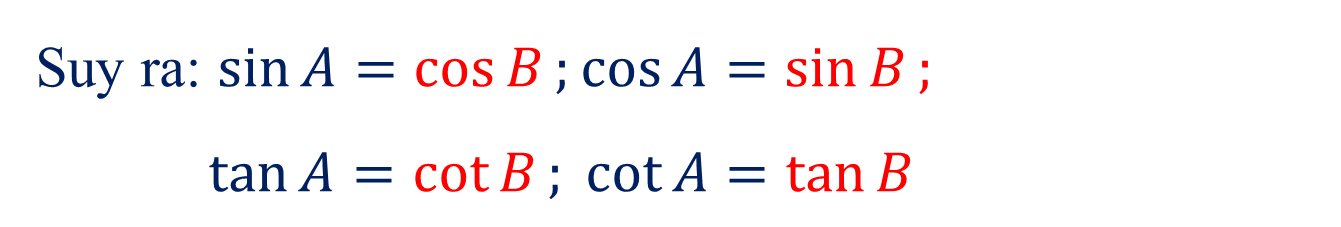 Suy ra: sin A = cos B ; cos A = sin B ;
tan A = cot B ; cot A = tan B